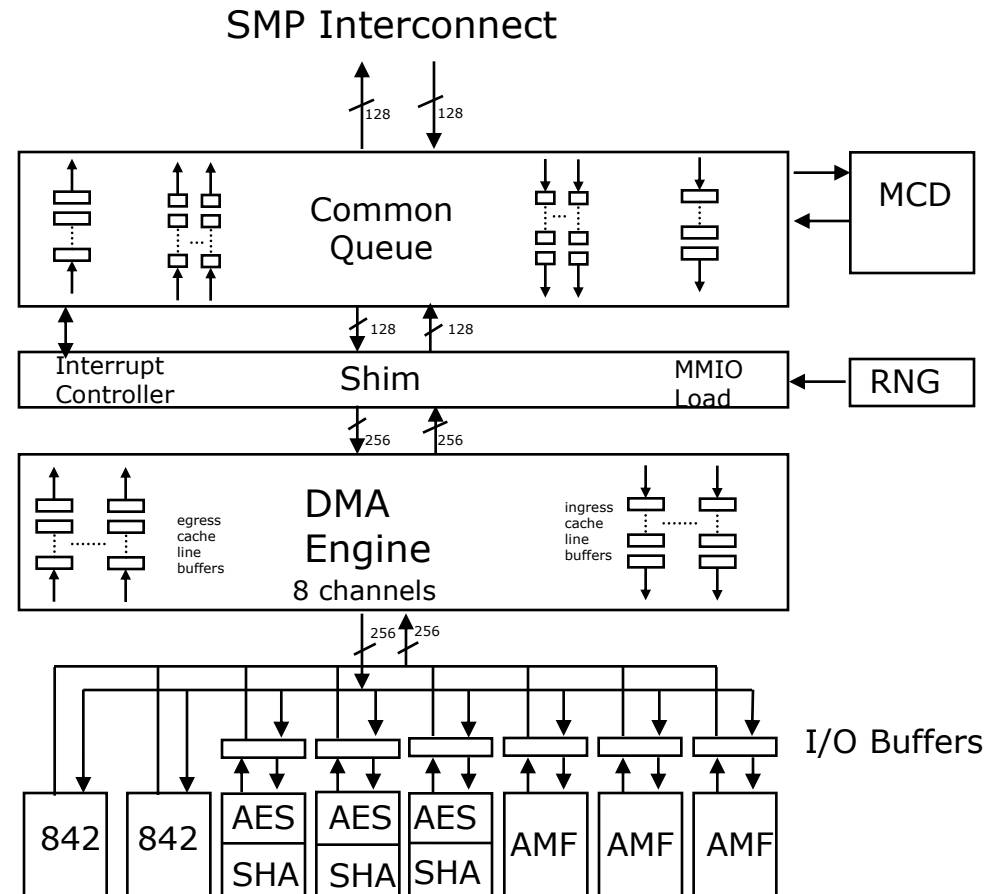 SMP Interconnect
128
128
Common
Queue
MCD
128
128
Interrupt
Controller
Shim
MMIO
Load
RNG
256
256
egress
cache
line
buffers
DMA
Engine
8 channels
ingress
cache
line
buffers
256
256
I/O Buffers
842
842
AES
SHA
AES
SHA
AES
SHA
AMF
AMF
AMF